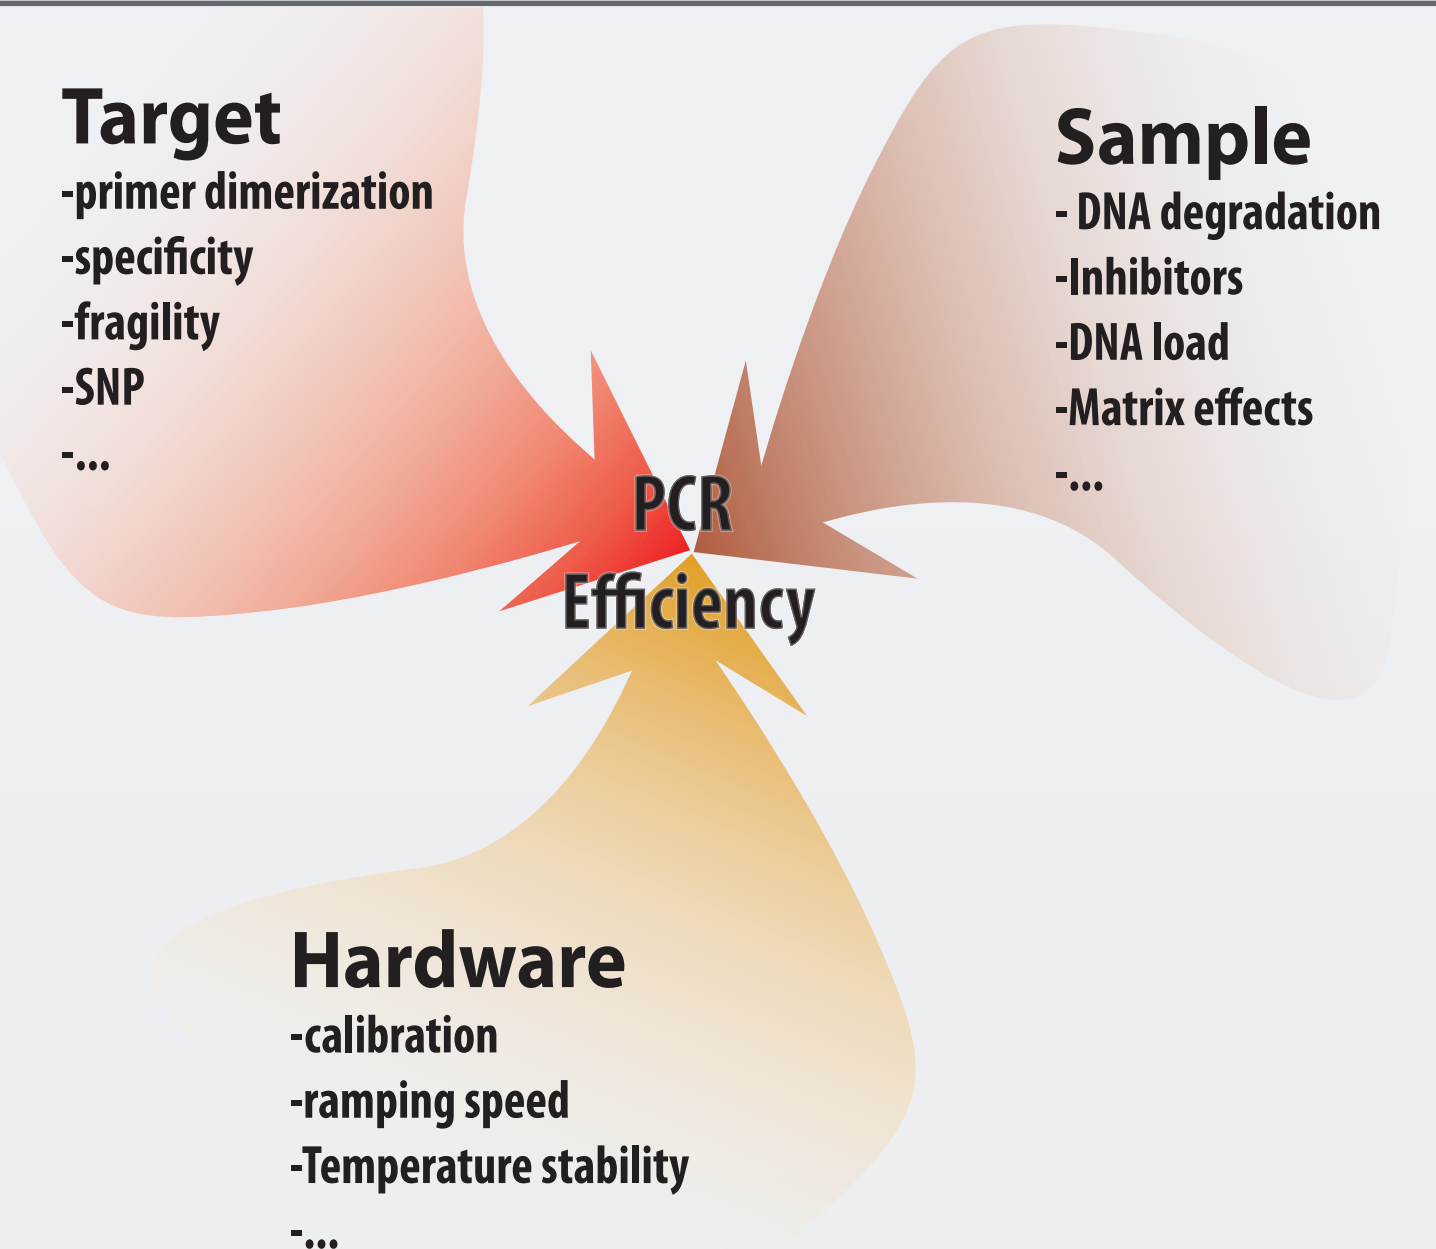 Target
-primer dimerization
-specificity
-fragility
-SNP
-...
Sample
- DNA degradation
-Inhibitors
-DNA load
-Matrix effects
-...
PCR
Efficiency
Hardware
-calibration
-ramping speed
-Temperature stability
-...